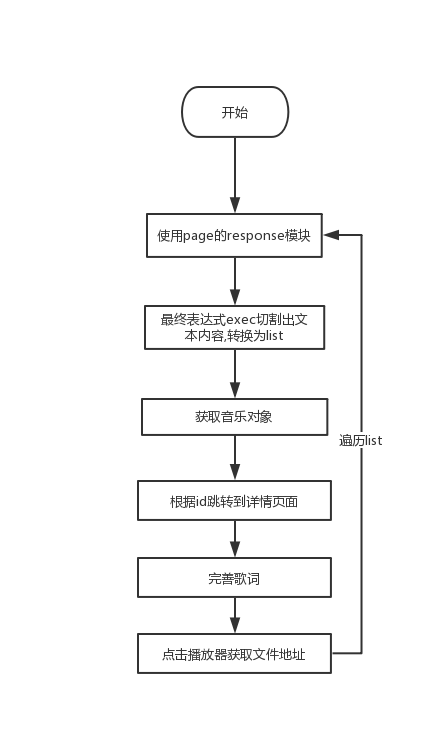 开始
使用page的response模块
最终表达式exec切割出文
本内容,转换为list
获取音乐对象
遍历list
根据id跳转到详情页面
完善歌词
点击播放器获取文件地址